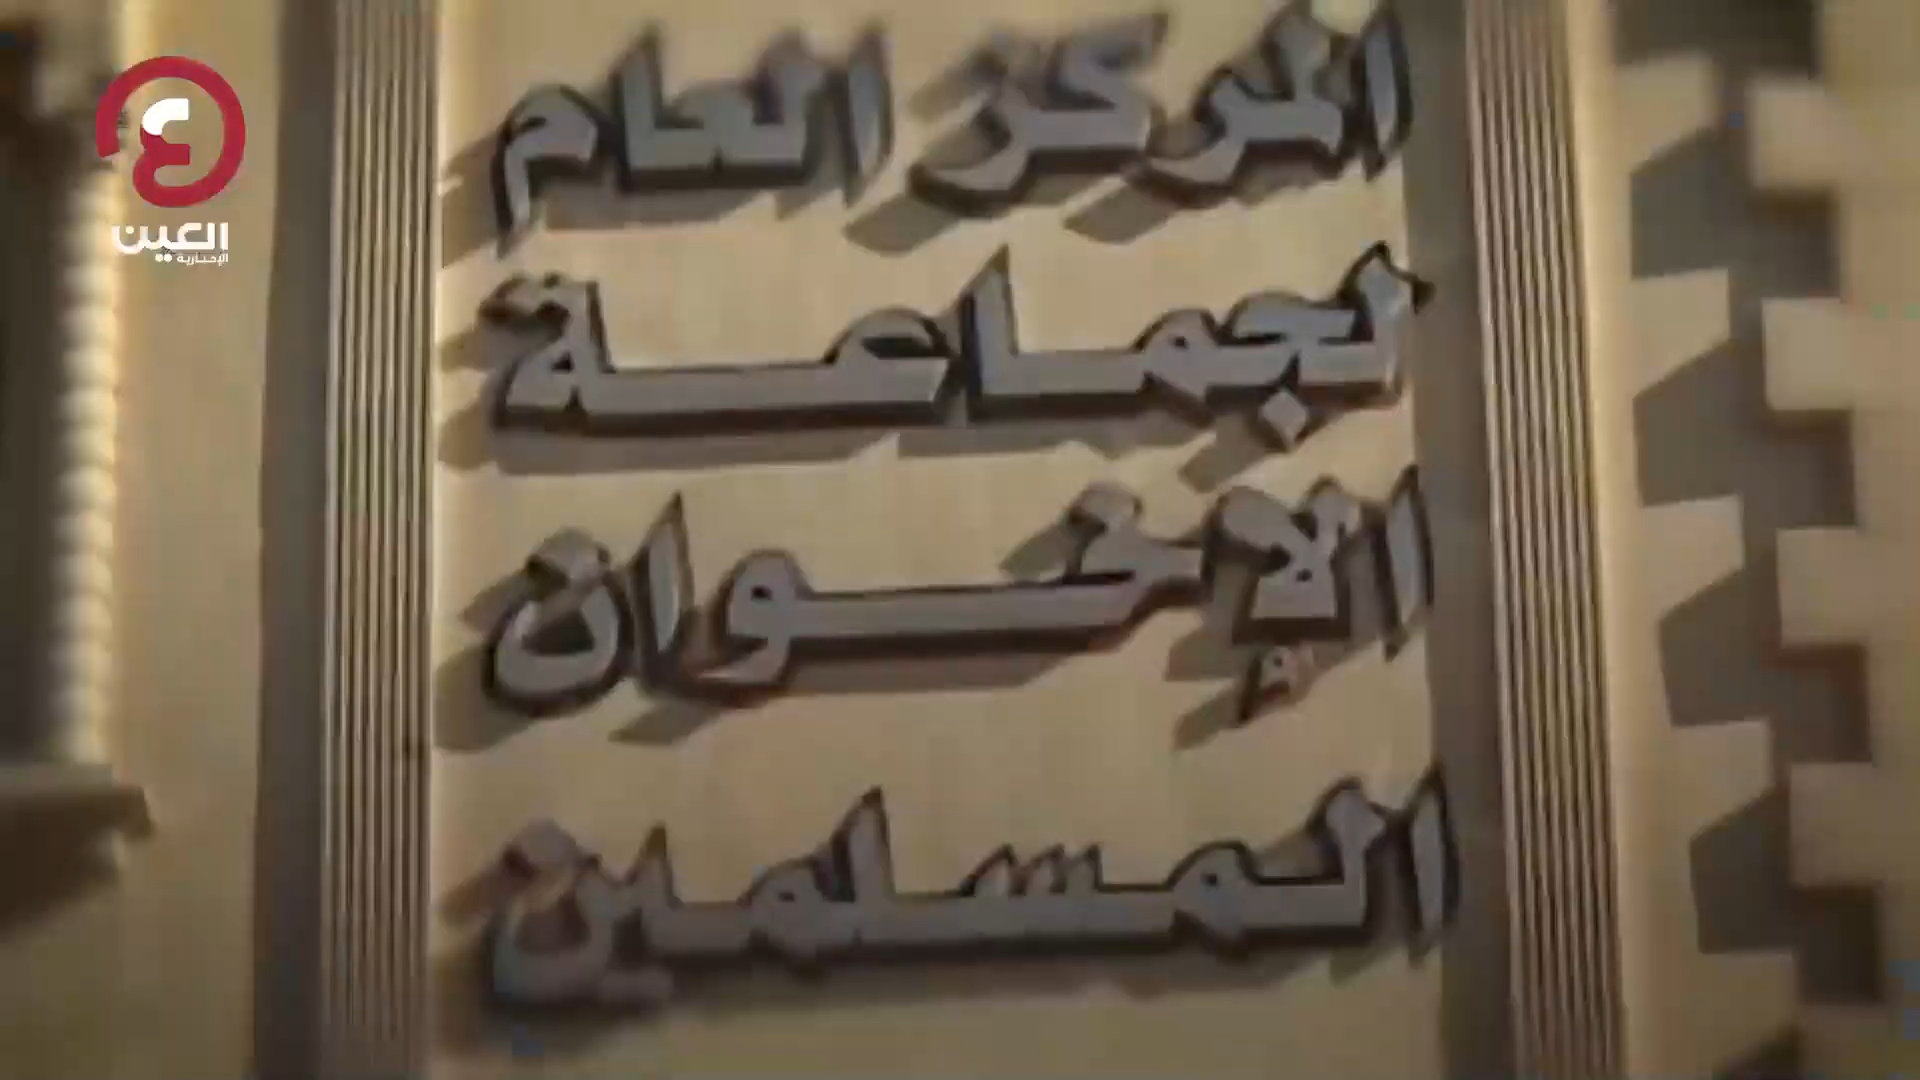 المركز العام
لجماعة
الإخوان
المسلمين
العين
الإخبارية